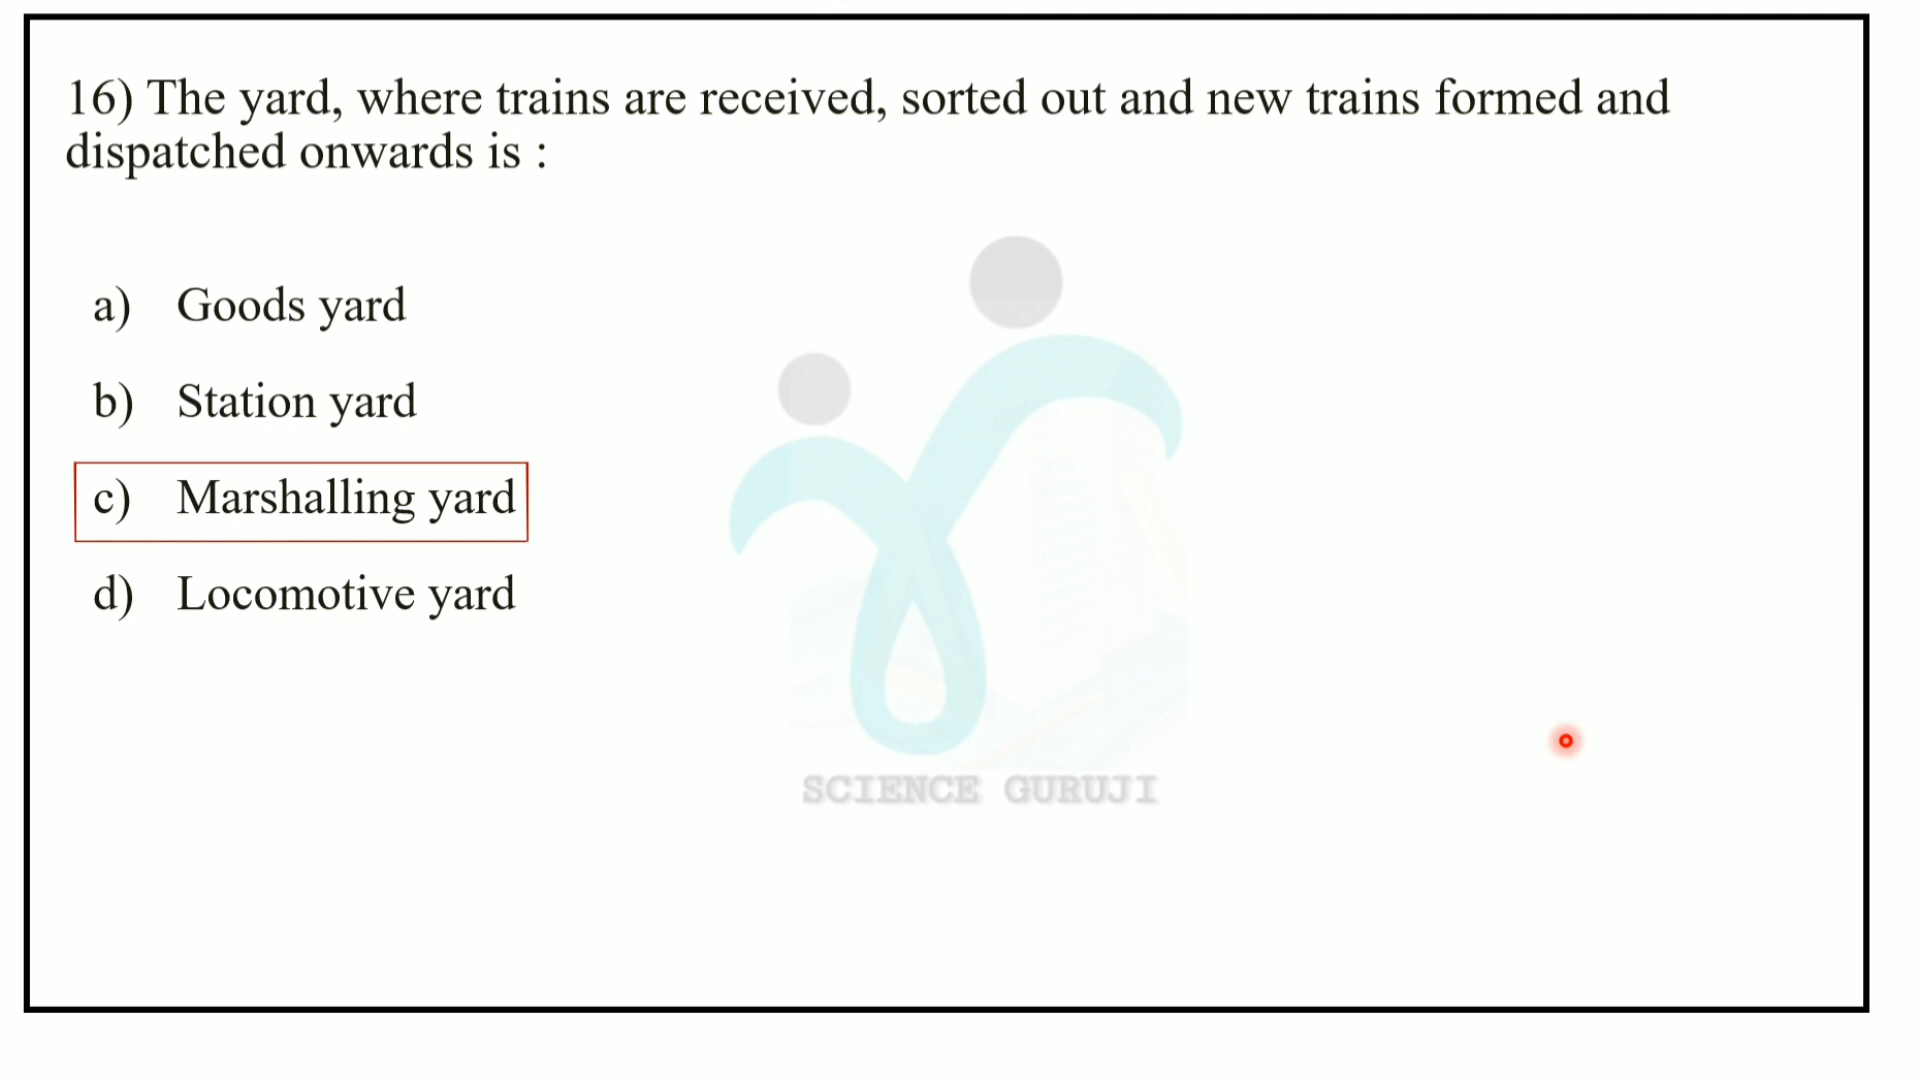 16) The yard, where trains are received, sorted out and new trains formed and
dispatched onwards is :
a) Goods yard
b) Station yard
c) Marshalling yard
d) Locomotive yard
SCIENCE GURUJI